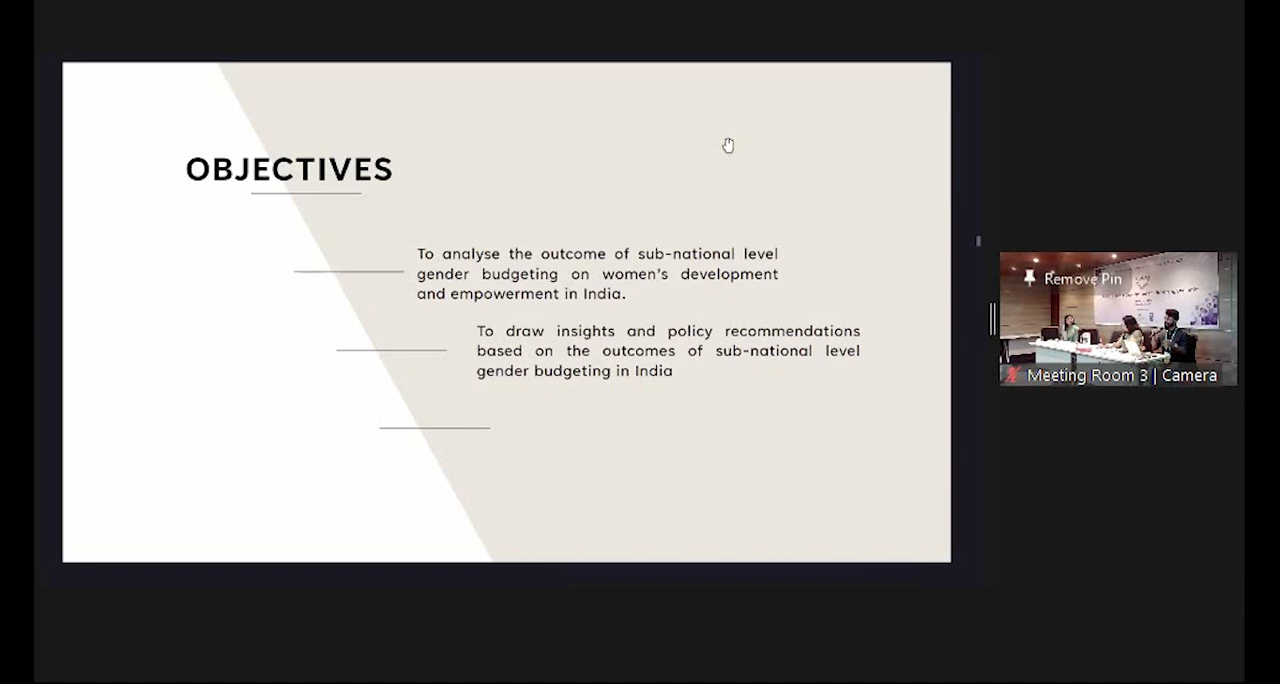 OBJECTIVES
To analyse the outcome of sub-national level
gender budgeting on women's development
and empowerment in India.
To draw insights and policy recommendations
based on the outcomes of sub-national level
gender budgeting in India
Remove Pin
Meeting Room 3 | Camera